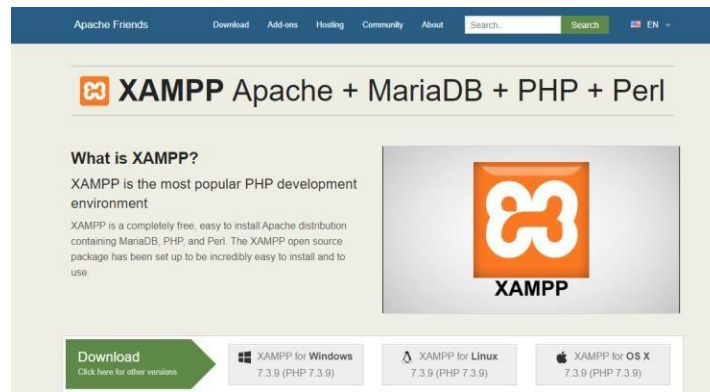 Apache Friends Download Add-ons Hosting Community About Search.. Search EN
XAMPP Apache + MariaDB + PHP + Perl
What is XAMPP?
XAMPP is the most popular PHP development
environment
XAMPP is a completely free, easy to install Apache distribution
containing MariaDB, PHP, and Perl. The XAMPP open source
package has been set up to be incredibly easy to install and to
use.
XAMPP
Download
Click here for other versions
XAMPP for Windows
7.3.9 (PHP 7.3.9)
XAMPP for Linux
7.3.9 (PHP 7.3.9)
XAMPP for OS X
7.3.9 (PHP 7.3.9)